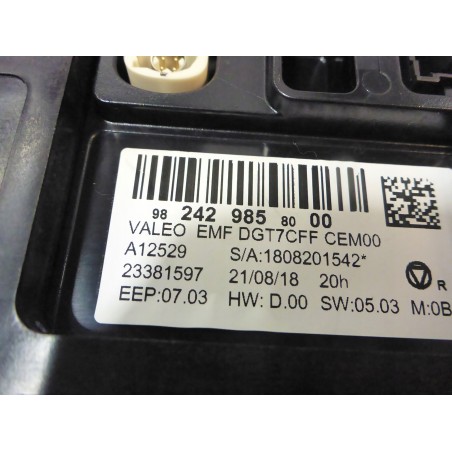 98 242 985 80 00
VALEO EMF DGT7CFF CEM00
A12529 S/A:1808201542*
23381597 21/08/18 20h R
EEP:07.03 HW: D.00 SW:05.03 M:0B